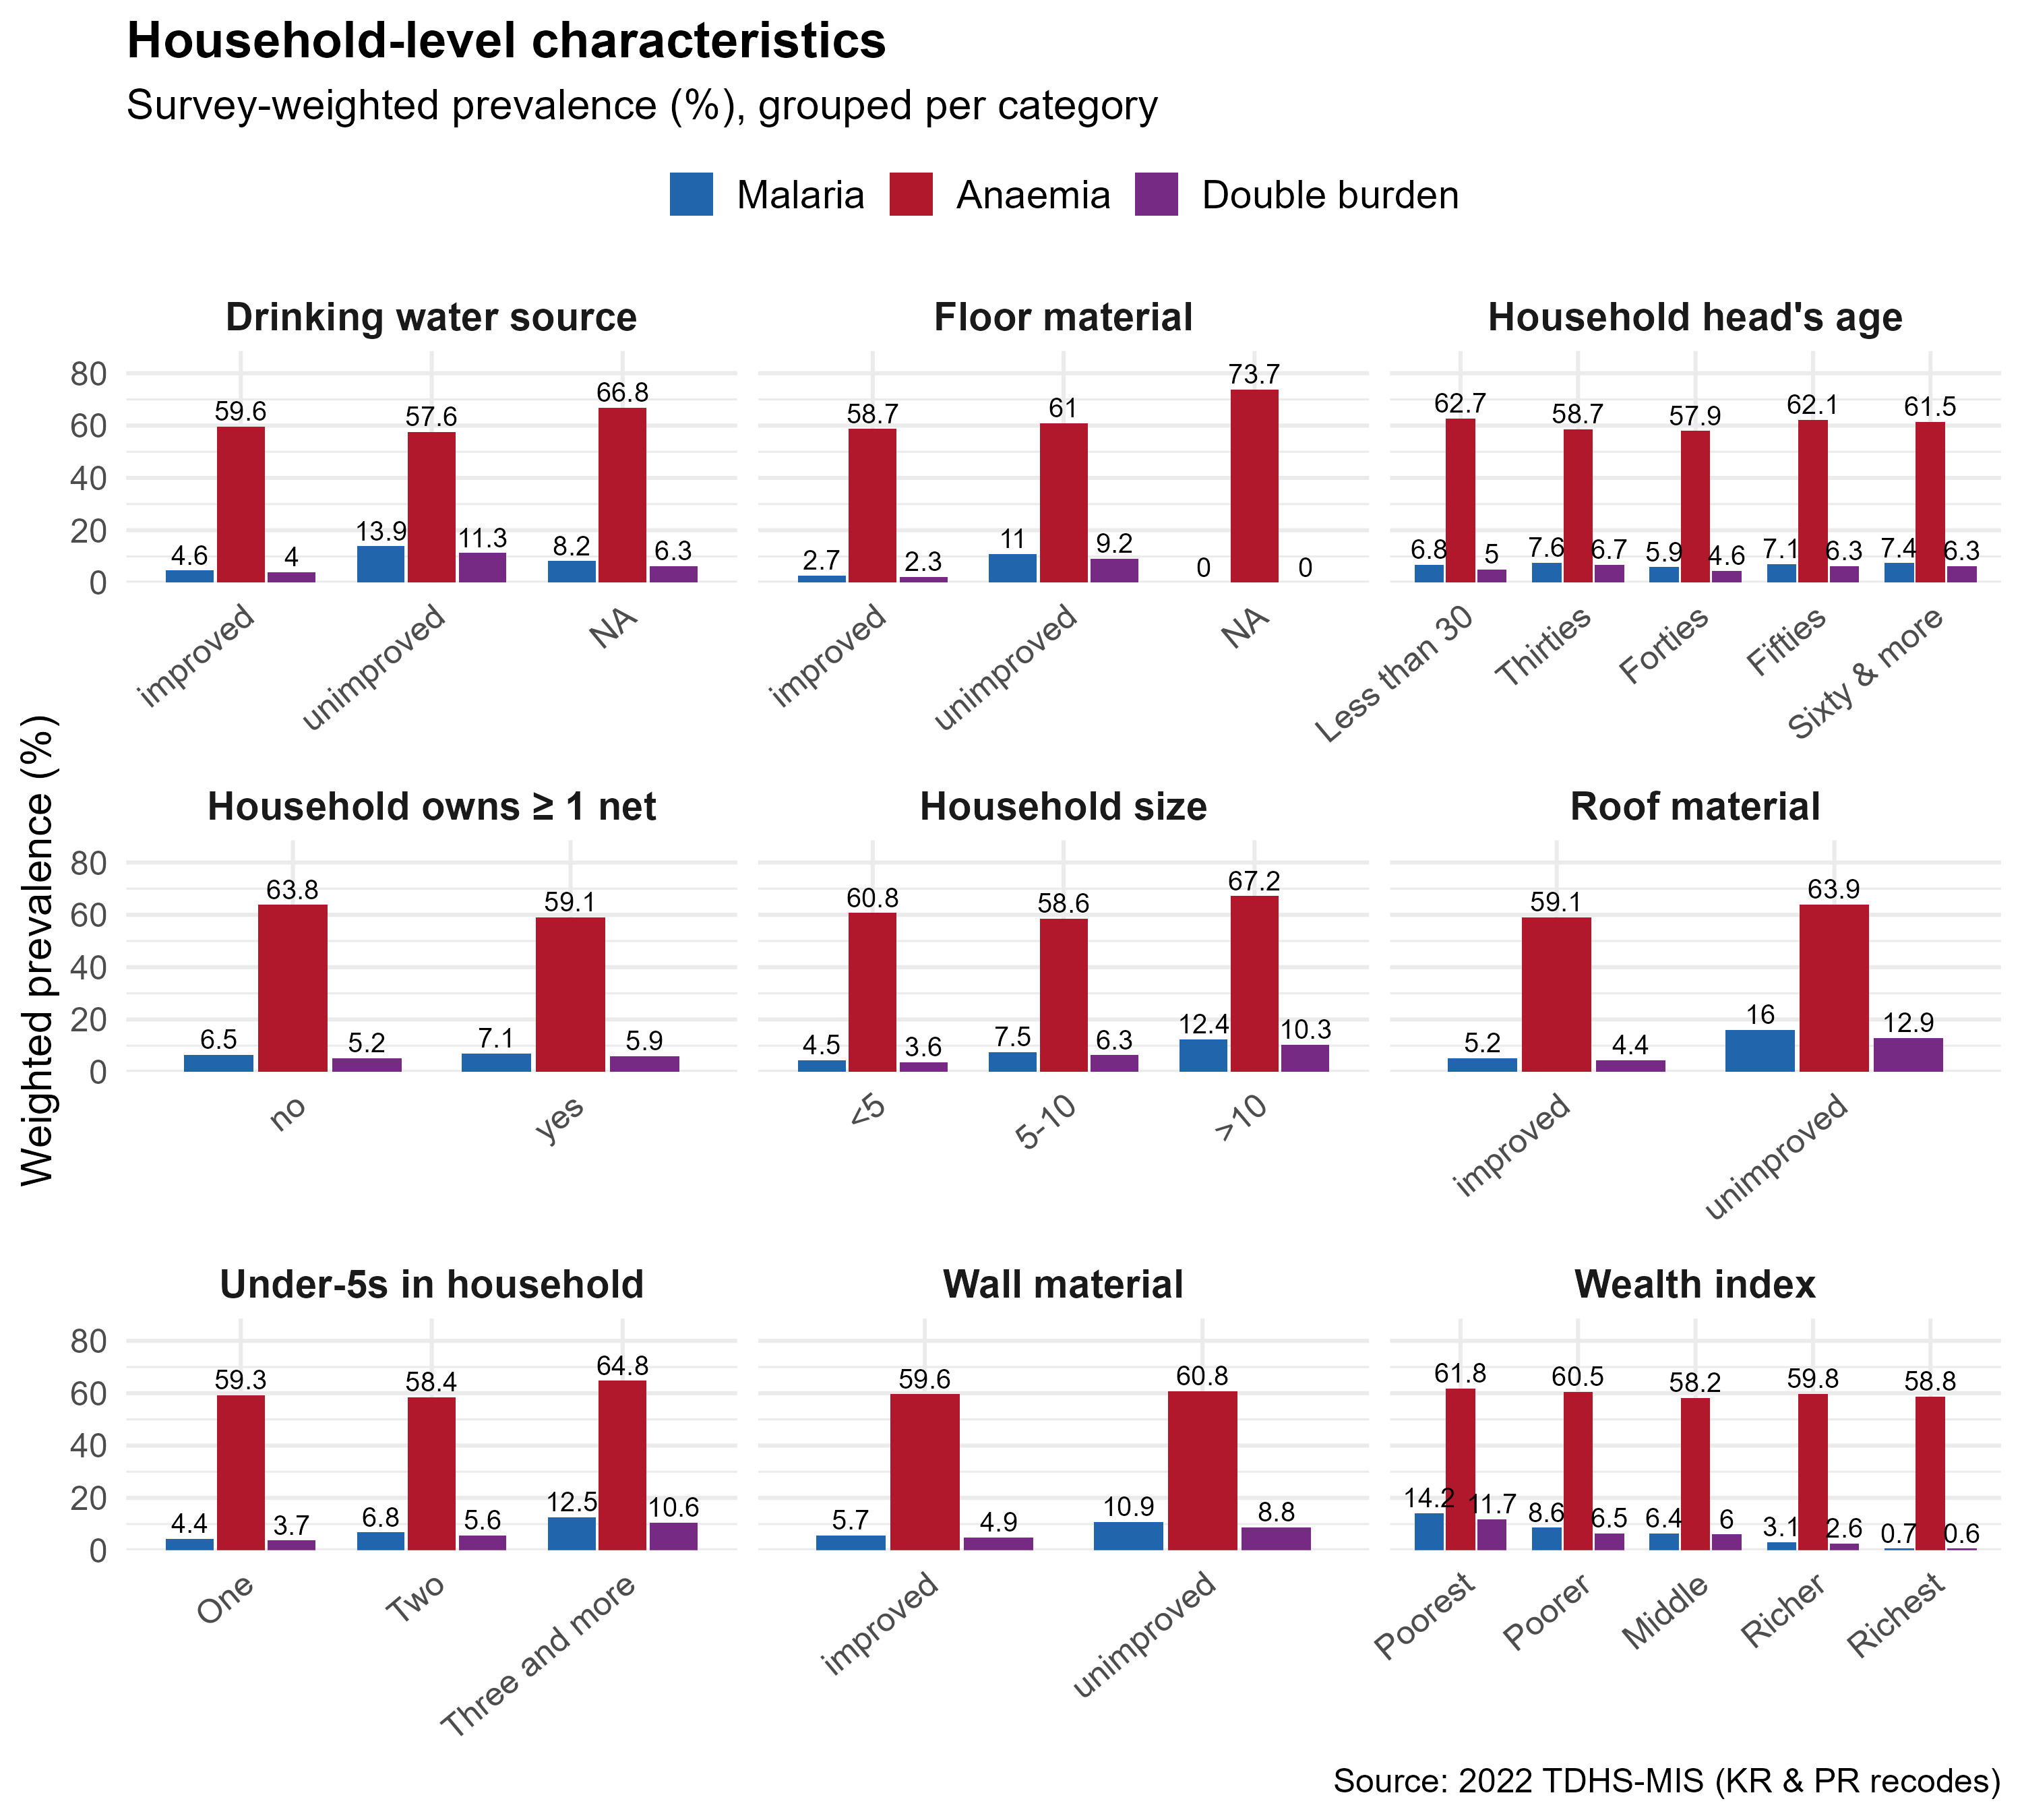 Household-level characteristics
Survey-weighted prevalence (%), grouped per category
Malaria Anaemia Double burden
Weighted prevalence (%)
Drinking water source
80
60
40
20
0
4.6 59.6 4 13.9 57.6 11.3 8.2 66.8 6.3
improved unimproved NA
Floor material
2.7 58.7 2.3 11 61 9.2 0 73.7 0
improved unimproved NA
Household head's age
6.8 62.7 5 7.6 58.7 6.7 5.9 57.9 4.6 7.1 62.1 6.3 7.4 61.5 6.3
Less than 30 Thirties Forties Fifties Sixty & more
Household owns ≥ 1 net
80
60
40
20
0
6.5 63.8 5.2 7.1 59.1 5.9
no yes
Household size
4.5 60.8 3.6 7.5 58.6 6.3 12.4 67.2 10.3
<5 5-10 >10
Roof material
5.2 59.1 4.4 16 63.9 12.9
improved unimproved
Under-5s in household
80
60
40
20
0
4.4 59.3 3.7 6.8 58.4 5.6 12.5 64.8 10.6
One Two Three and more
Wall material
5.7 59.6 4.9 10.9 60.8 8.8
improved unimproved
Wealth index
14.2 61.8 11.7 8.6 60.5 6.5 6.4 58.2 6 3.1 59.8 2.6 0.7 58.8 0.6
Poorest Poorer Middle Richer Richest
Source: 2022 TDHS-MIS (KR & PR recodes)